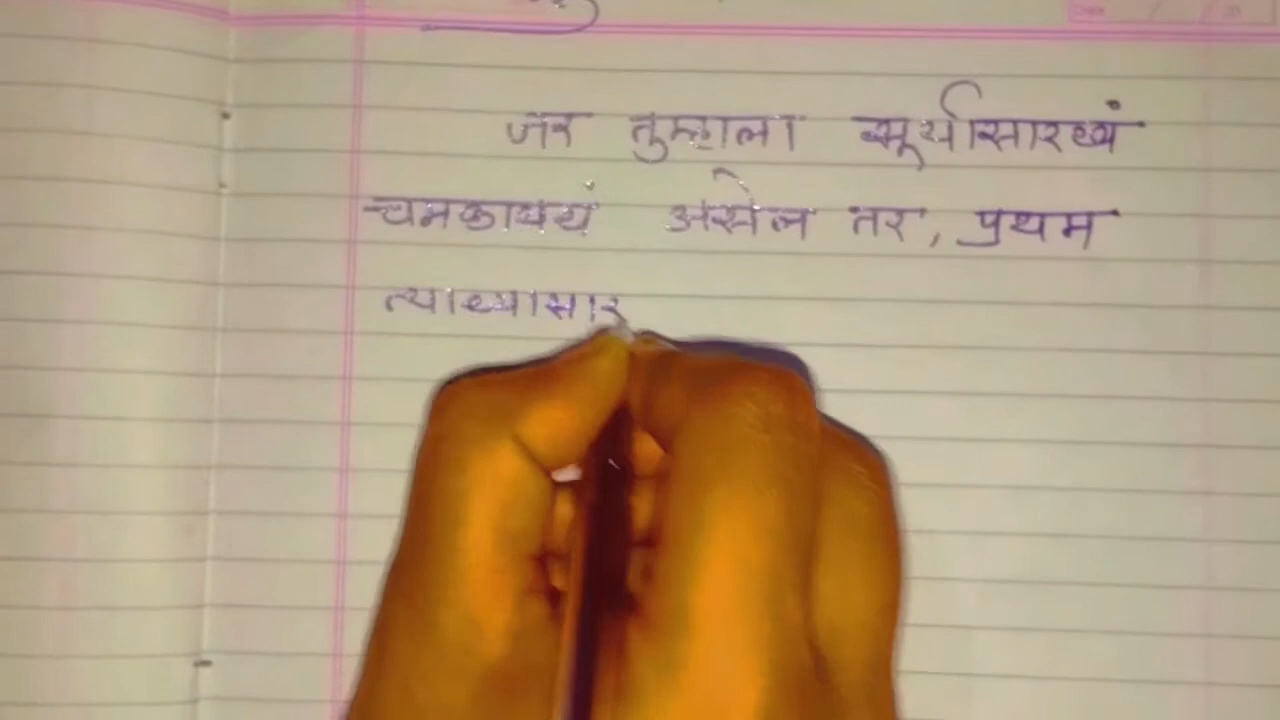 जर तुम्हाला सूर्यासारखं
चमकायचं असेल तर, प्रथम
त्याच्यासार